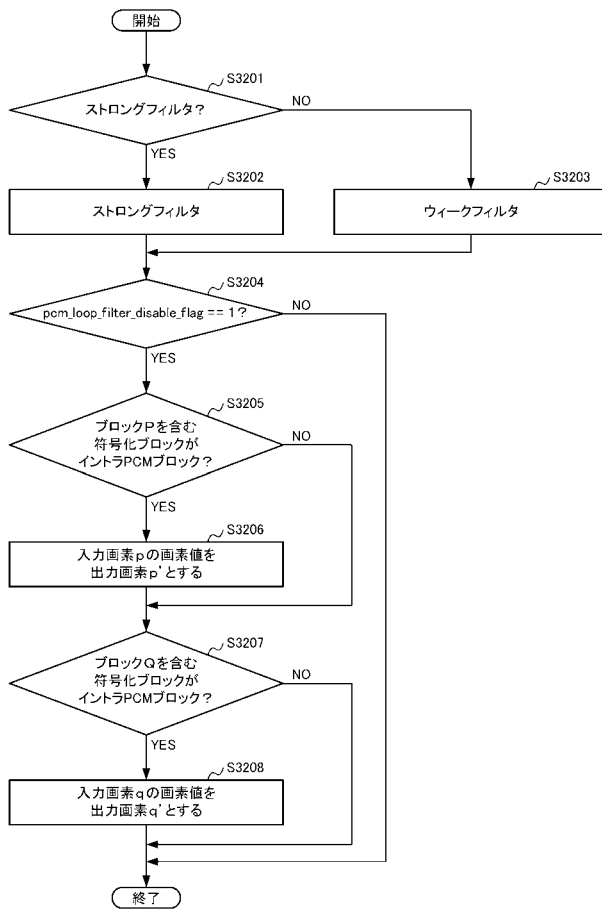 開始
S3201
ストロングフィルタ？
NO
YES
S3202
ストロングフィルタ
S3203
ウィークフィルタ
S3204
pcm_loop_filter_disable_flag == 1？
NO
YES
S3205
ブロックPを含む
符号化ブロックが
イントラPCMブロック？
NO
YES
S3206
入力画素pの画素値を
出力画素p'とする
S3207
ブロックQを含む
符号化ブロックが
イントラPCMブロック？
NO
YES
S3208
入力画素qの画素値を
出力画素q'とする
終了